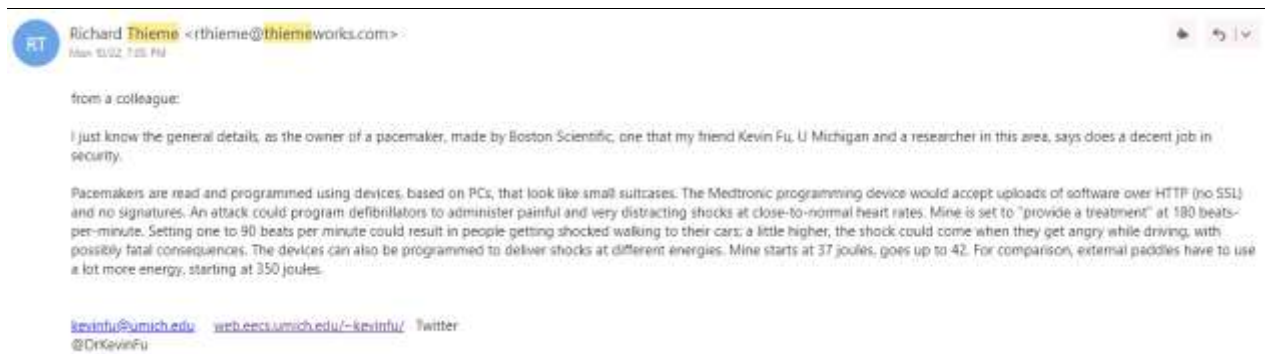 RT
Richard Thieme <rthieme@thiemeworks.com>
Mon 10/22, 7:05 PM
from a colleague:
I just know the general details, as the owner of a pacemaker, made by Boston Scientific, one that my friend Kevin Fu, U Michigan and a researcher in this area, says does a decent job in
security.
Pacemakers are read and programmed using devices, based on PCs, that look like small suitcases. The Medtronic programming device would accept uploads of software over HTTP (no SSL)
and no signatures. An attack could program defibrillators to administer painful and very distracting shocks at close-to-normal heart rates. Mine is set to "provide a treatment" at 180 beats-
per-minute. Setting one to 90 beats per minute could result in people getting shocked walking to their cars; a little higher, the shock could come when they get angry while driving, with
possibly fatal consequences. The devices can also be programmed to deliver shocks at different energies. Mine starts at 37 joules, goes up to 42. For comparison, external paddles have to use
a lot more energy, starting at 350 joules.
kevinfu@umich.edu web.eecs.umich.edu/~kevinfu/ Twitter
@DrKevinFu